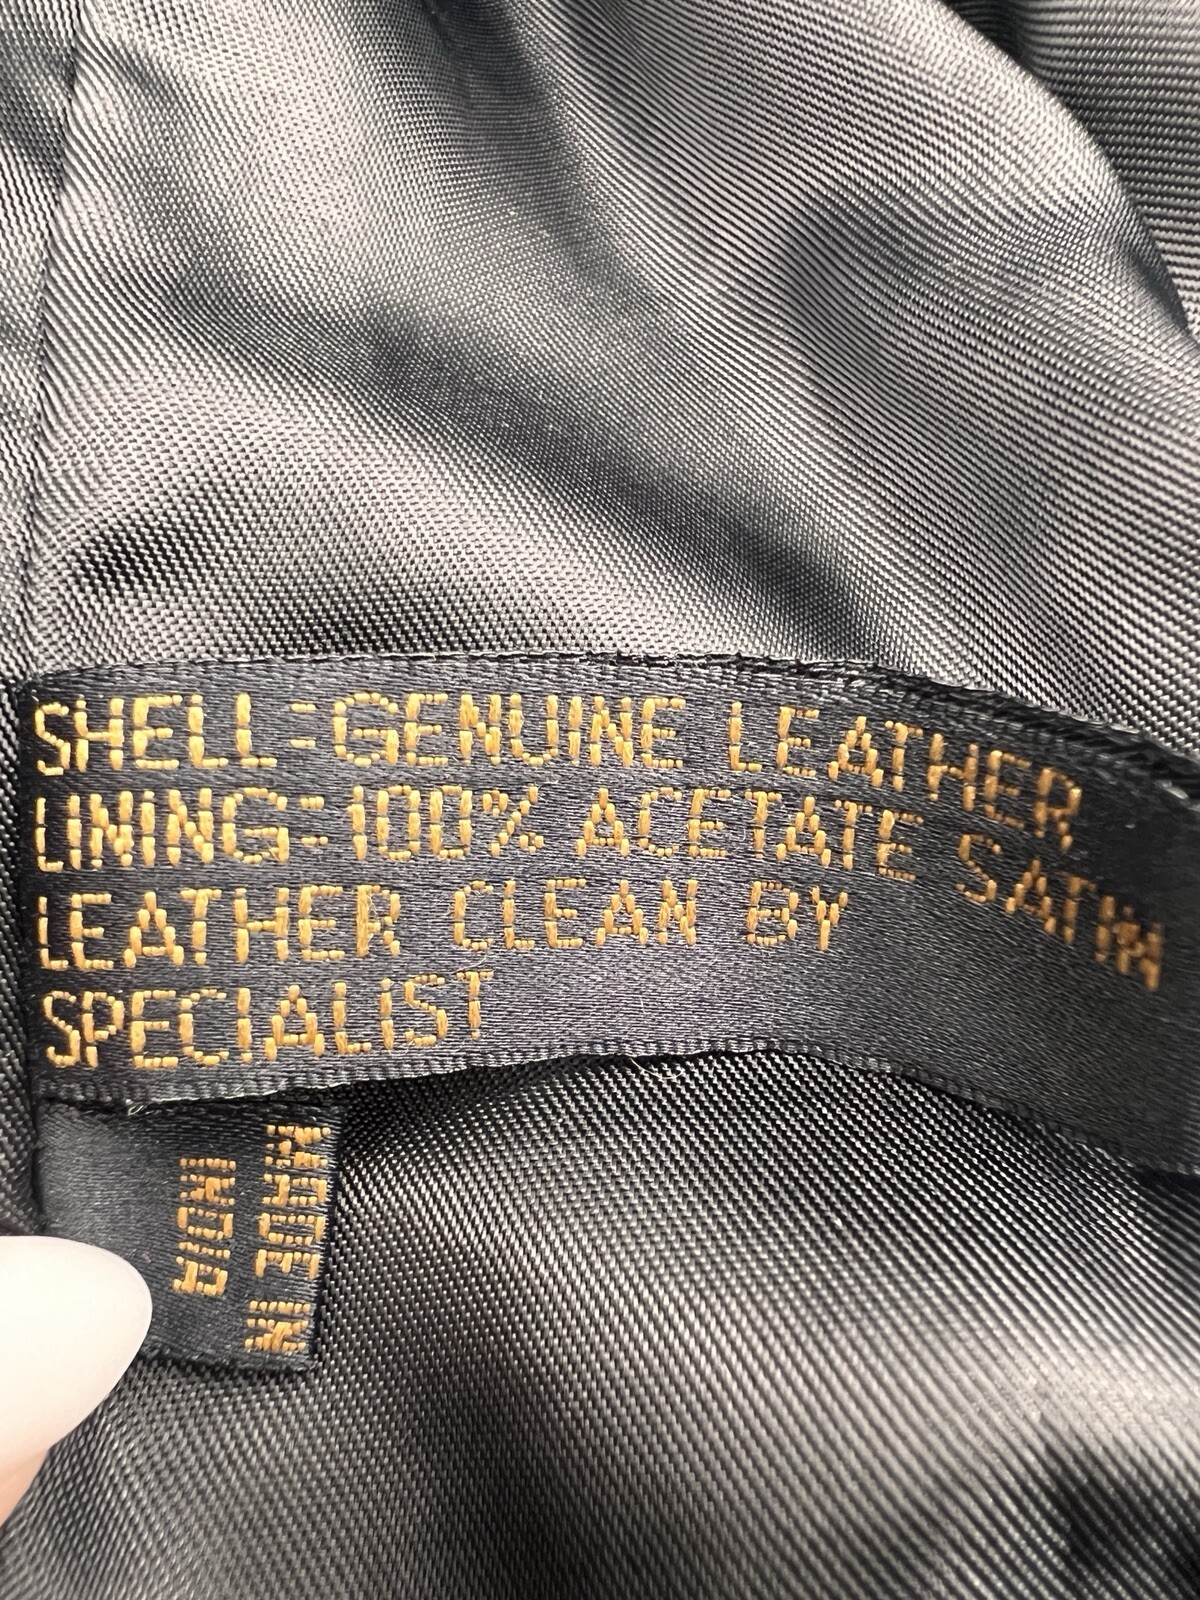 SHELL=GENUINE LEATHER
LINING=100% ACETATE SATIN
LEATHER CLEAN BY
SPECIALIST
MADE IN
INDIA